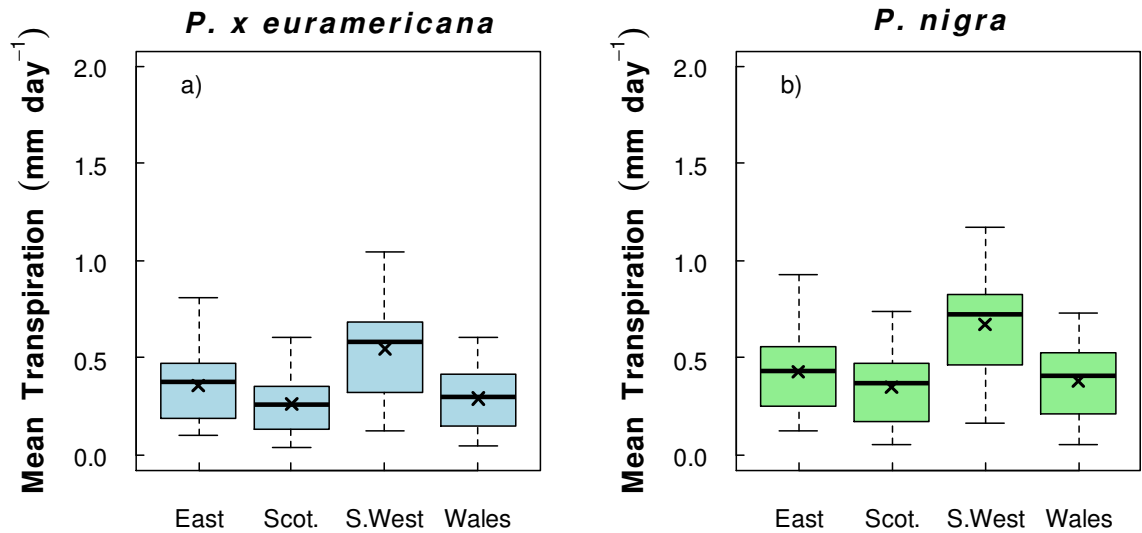 P. x euramericana
Mean Transpiration (mm day⁻¹)
2.0
1.5
1.0
0.5
0.0
a)
East Scot. S.West Wales
P. nigra
Mean Transpiration (mm day⁻¹)
2.0
1.5
1.0
0.5
0.0
b)
East Scot. S.West Wales